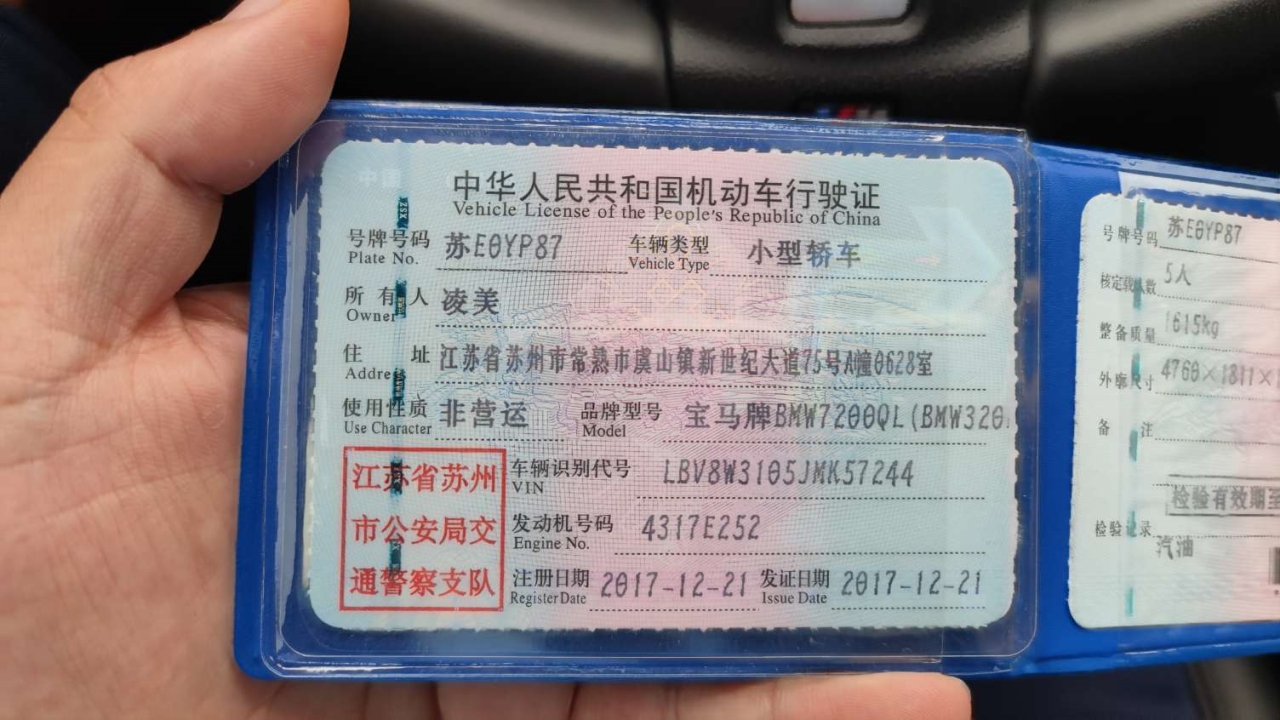 中华人民共和国机动车行驶证
Vehicle License of the People's Republic of China
号牌号码 苏E0YP87 车辆类型 小型轿车
Plate No. Vehicle Type
所有人 凌美
Owner
住址 江苏省苏州市常熟市虞山镇新世纪大道75号A幢0628室
Address
使用性质 非营运 品牌型号 宝马牌BMW7200QL(BMW320
Use Character Model
江苏省苏州
市公安局交
通警察支队
车辆识别代号 LBV8W3105JMK57244
VIN
发动机号码 4317E252
Engine No.
注册日期 2017-12-21 发证日期 2017-12-21
Register Date Issue Date
号牌号码 苏E0YP87
核定载人数 5人
整备质量 1615kg
外廓尺寸 4760×1811×
备注
检验有效期至
检验记录
汽油